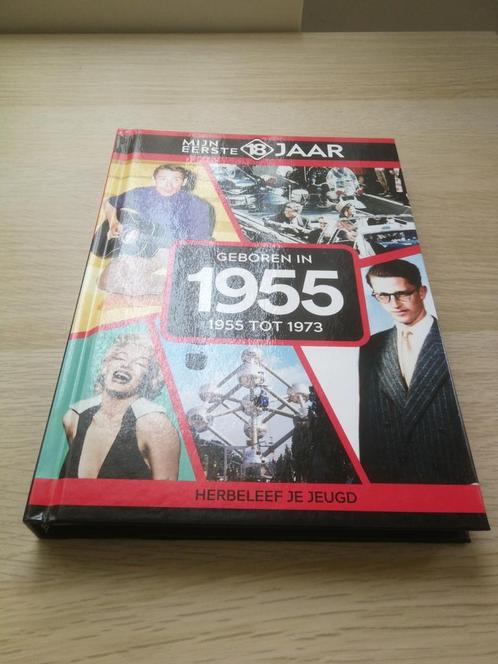 MIJN EERSTE 18 JAAR
GEBOREN IN
1955
1955 TOT 1973
HERBELEEF JE JEUGD